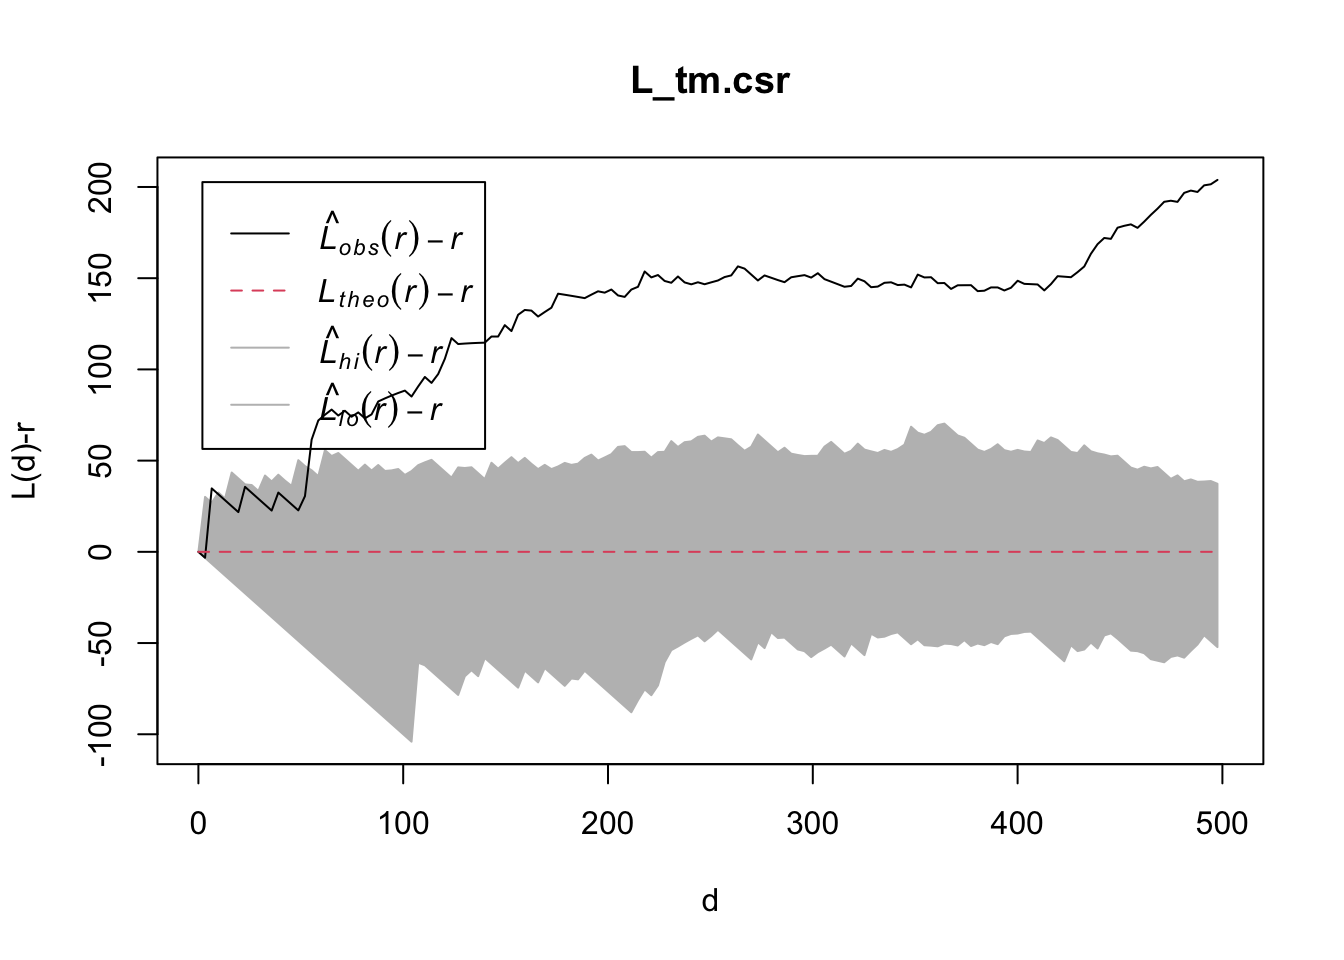 L_tm.csr
L(d)-r
200
150
100
50
0
-50
-100
L̂obs(r) − r
Ltheo(r) − r
L̂hi(r) − r
L̂lo(r) − r
0 100 200 300 400 500
d